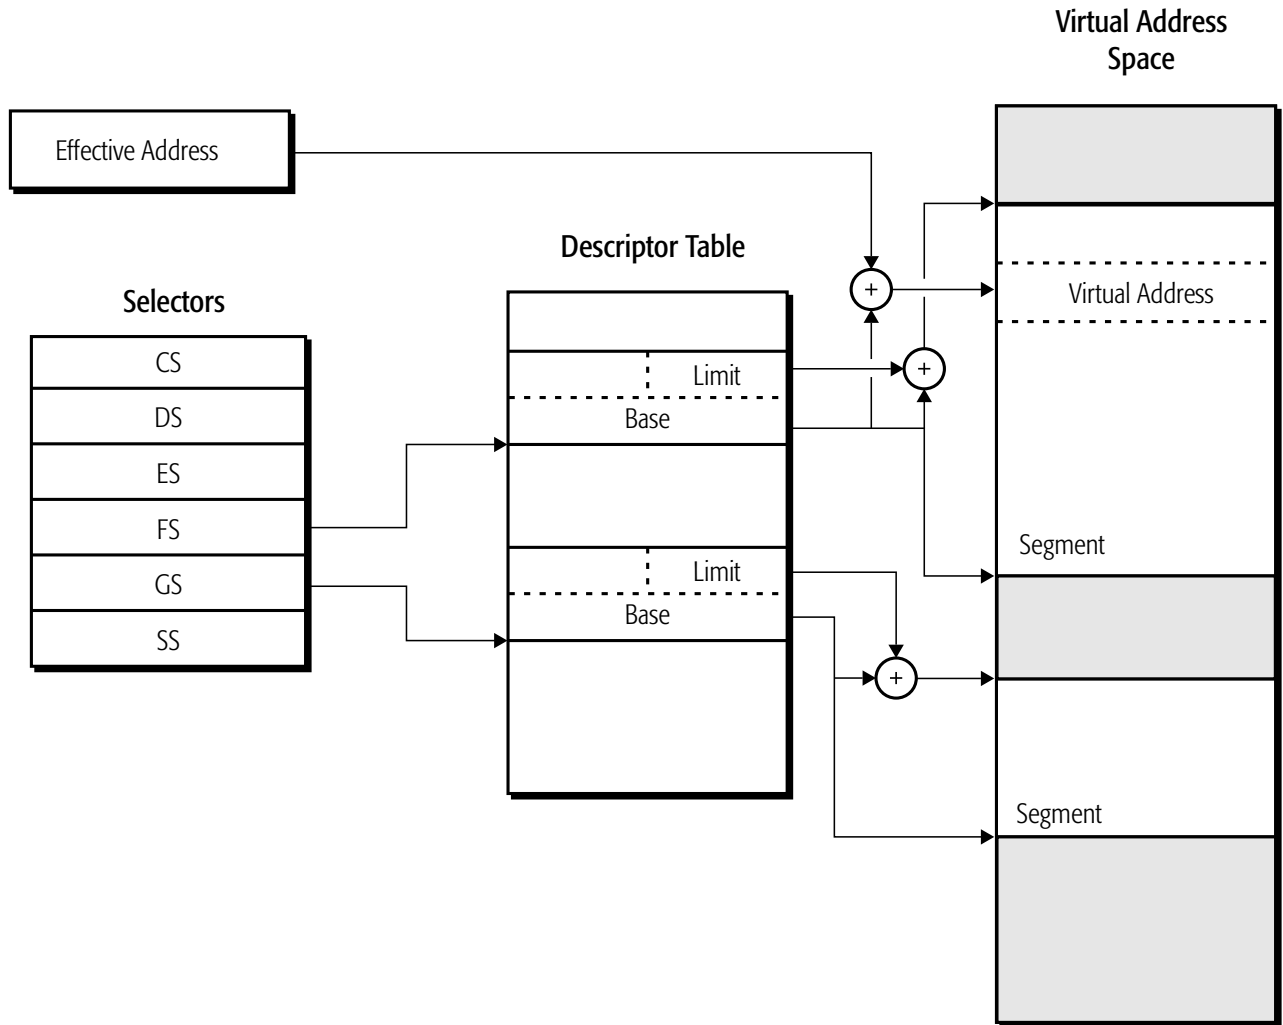 Virtual Address
Space
Effective Address
Descriptor Table
Selectors
CS
DS
ES
FS
GS
SS
Limit
Base
Limit
Base
+
+
+
Virtual Address
Segment
Segment